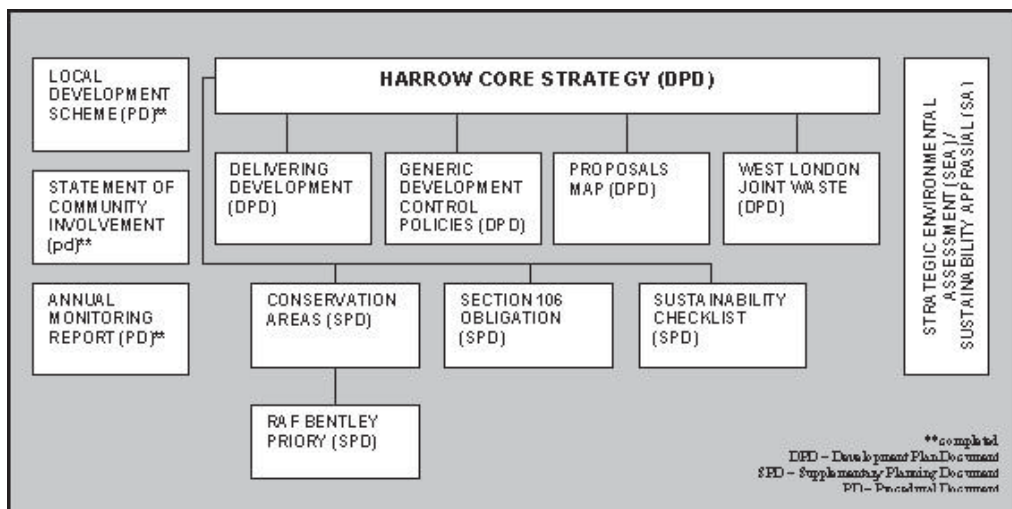 LOCAL
DEVELOPMENT
SCHEME (PD)**
STATEMENT OF
COMMUNITY
INVOLVEMENT
(pd)**
ANNUAL
MONITORING
REPORT (PD)**
HARROW CORE STRATEGY (DPD)
DELIVERING
DEVELOPMENT
(DPD)
GENERIC
DEVELOPMENT
CONTROL
POLICIES (DPD)
PROPOSALS
MAP (DPD)
WEST LONDON
JOINT WASTE
(DPD)
CONSERVATION
AREAS (SPD)
SECTION 106
OBLIGATION
(SPD)
SUSTAINABILITY
CHECKLIST
(SPD)
RAF BENTLEY
PRIORY (SPD)
STRATEGIC ENVIRONMENTAL
ASSESSMENT (SEA)/
SUSTAINABILITY APPRASIAL (SA)
**completed
DPD – Development Plan Document
SPD – Supplementary Planning Document
PD – Procedural Document